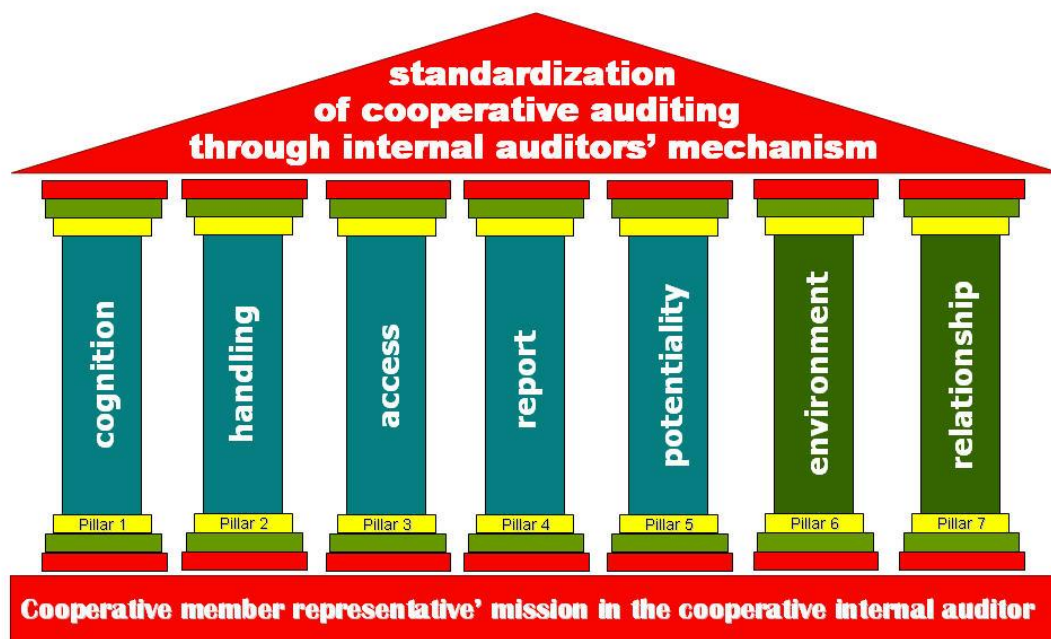 standardization
of cooperative auditing
through internal auditors' mechanism
cognition
handling
access
report
potentiality
environment
relationship
Pillar 1
Pillar 2
Pillar 3
Pillar 4
Pillar 5
Pillar 6
Pillar 7
Cooperative member representative' mission in the cooperative internal auditor